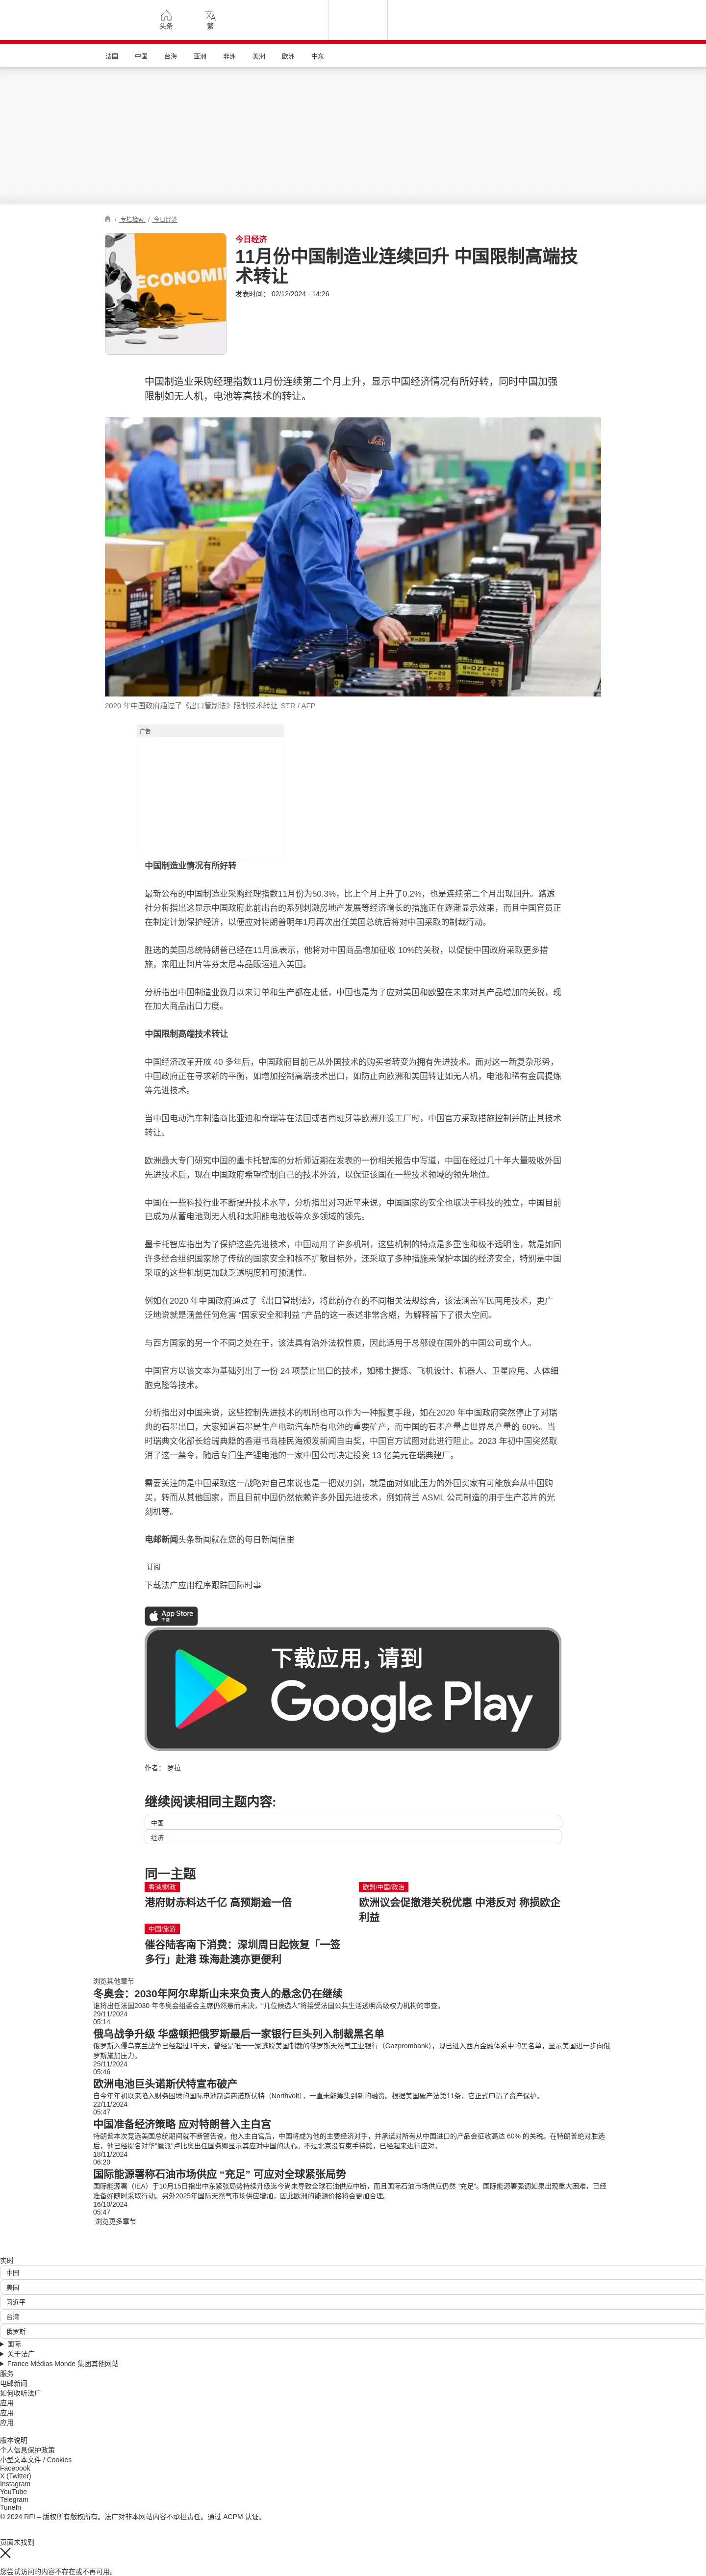 头条
繁
法国 中国 台海 亚洲 非洲 美洲 欧洲 中东
/ 专栏检索 / 今日经济
ECONOMIE
今日经济
11月份中国制造业连续回升 中国限制高端技
术转让
发表时间： 02/12/2024 - 14:26
中国制造业采购经理指数11月份连续第二个月上升，显示中国经济情况有所好转，同时中国加强
限制如无人机，电池等高技术的转让。
2020 年中国政府通过了《出口管制法》限制技术转让 STR / AFP
广告
中国制造业情况有所好转
最新公布的中国制造业采购经理指数11月份为50.3%，比上个月上升了0.2%，也是连续第二个月出现回升。路透
社分析指出这显示中国政府此前出台的系列刺激房地产发展等经济增长的措施正在逐渐显示效果，而且中国官员正
在制定计划保护经济，以便应对特朗普明年1月再次出任美国总统后将对中国采取的制裁行动。
胜选的美国总统特朗普已经在11月底表示，他将对中国商品增加征收 10%的关税，以促使中国政府采取更多措
施，来阻止阿片等芬太尼毒品贩运进入美国。
分析指出中国制造业数月以来订单和生产都在走低，中国也是为了应对美国和欧盟在未来对其产品增加的关税，现
在加大商品出口力度。
中国限制高端技术转让
中国经济改革开放 40 多年后，中国政府目前已从外国技术的购买者转变为拥有先进技术。面对这一新复杂形势，
中国政府正在寻求新的平衡，如增加控制高端技术出口，如防止向欧洲和美国转让如无人机，电池和稀有金属提炼
等先进技术。
当中国电动汽车制造商比亚迪和奇瑞等在法国或者西班牙等欧洲开设工厂时，中国官方采取措施控制并防止其技术
转让。
欧洲最大专门研究中国的墨卡托智库的分析师近期在发表的一份相关报告中写道，中国在经过几十年大量吸收外国
先进技术后，现在中国政府希望控制自己的技术外流，以保证该国在一些技术领域的领先地位。
中国在一些科技行业不断提升技术水平，分析指出对习近平来说，中国国家的安全也取决于科技的独立，中国目前
已成为从蓄电池到无人机和太阳能电池板等众多领域的领先。
墨卡托智库指出为了保护这些先进技术，中国动用了许多机制，这些机制的特点是多重性和极不透明性，就是如同
许多经合组织国家除了传统的国家安全和核不扩散目标外，还采取了多种措施来保护本国的经济安全，特别是中国
采取的这些机制更加缺乏透明度和可预测性。
例如在2020 年中国政府通过了《出口管制法》，将此前存在的不同相关法规综合，该法涵盖军民两用技术，更广
泛地说就是涵盖任何危害 “国家安全和利益 ”产品的这一表述非常含糊，为解释留下了很大空间。
与西方国家的另一个不同之处在于，该法具有治外法权性质，因此适用于总部设在国外的中国公司或个人。
中国官方以该文本为基础列出了一份 24 项禁止出口的技术，如稀土提炼、飞机设计、机器人、卫星应用、人体细
胞克隆等技术。
分析指出对中国来说，这些控制先进技术的机制也可以作为一种报复手段，如在2020 年中国政府突然停止了对瑞
典的石墨出口，大家知道石墨是生产电动汽车所有电池的重要矿产，而中国的石墨产量占世界总产量的 60%。当
时瑞典文化部长给瑞典籍的香港书商桂民海颁发新闻自由奖，中国官方试图对此进行阻止。2023 年初中国突然取
消了这一禁令，随后专门生产锂电池的一家中国公司决定投资 13 亿美元在瑞典建厂。
需要关注的是中国采取这一战略对自己来说也是一把双刃剑，就是面对如此压力的外国买家有可能放弃从中国购
买，转而从其他国家，而且目前中国仍然依赖许多外国先进技术，例如荷兰 ASML 公司制造的用于生产芯片的光
刻机等。
电邮新闻头条新闻就在您的每日新闻信里
订阅
下载法广应用程序跟踪国际时事
App Store
下载
下载应用，请到
Google Play
作者： 罗拉
继续阅读相同主题内容:
中国
经济
同一主题
香港/财政
港府财赤料达千亿 高预期逾一倍
欧盟/中国/政治
欧洲议会促撤港关税优惠 中港反对 称损欧企
利益
中国/旅游
催谷陆客南下消费：深圳周日起恢复「一签
多行」赴港 珠海赴澳亦更便利
浏览其他章节
冬奥会：2030年阿尔卑斯山未来负责人的悬念仍在继续
谁将出任法国2030 年冬奥会组委会主席仍然悬而未决，“几位候选人”将接受法国公共生活透明高级权力机构的审查。
29/11/2024
05:14
俄乌战争升级 华盛顿把俄罗斯最后一家银行巨头列入制裁黑名单
俄罗斯入侵乌克兰战争已经超过1千天，曾经是唯一一家逃脱美国制裁的俄罗斯天然气工业银行（Gazprombank），现已进入西方金融体系中的黑名单，显示美国进一步向俄
罗斯施加压力。
25/11/2024
05:46
欧洲电池巨头诺斯伏特宣布破产
自今年年初以来陷入财务困境的国际电池制造商诺斯伏特（Northvolt），一直未能筹集到新的融资。根据美国破产法第11条，它正式申请了资产保护。
22/11/2024
05:47
中国准备经济策略 应对特朗普入主白宫
特朗普本次竞选美国总统期间就不断警告说，他入主白宫后，中国将成为他的主要经济对手，并承诺对所有从中国进口的产品会征收高达 60% 的关税。在特朗普绝对胜选
后，他已经提名对华“鹰派”卢比奥出任国务卿显示其应对中国的决心。不过北京没有束手待毙，已经起来进行应对。
18/11/2024
06:20
国际能源署称石油市场供应 “充足” 可应对全球紧张局势
国际能源署（IEA）于10月15日指出中东紧张局势持续升级迄今尚未导致全球石油供应中断，而且国际石油市场供应仍然 “充足”。国际能源署强调如果出现重大困难，已经
准备好随时采取行动。另外2025年国际天然气市场供应增加，因此欧洲的能源价格将会更加合理。
16/10/2024
05:47
浏览更多章节
实时
中国
美国
习近平
台湾
俄罗斯
国际
关于法广
France Médias Monde 集团其他网站
服务
电邮新闻
如何收听法广
应用
应用
应用
版本说明
个人信息保护政策
小型文本文件 / Cookies
Facebook
X (Twitter)
Instagram
YouTube
Telegram
TuneIn
© 2024 RFI – 版权所有版权所有。法广对非本网站内容不承担责任。通过 ACPM 认证。
页面未找到
您尝试访问的内容不存在或不再可用。